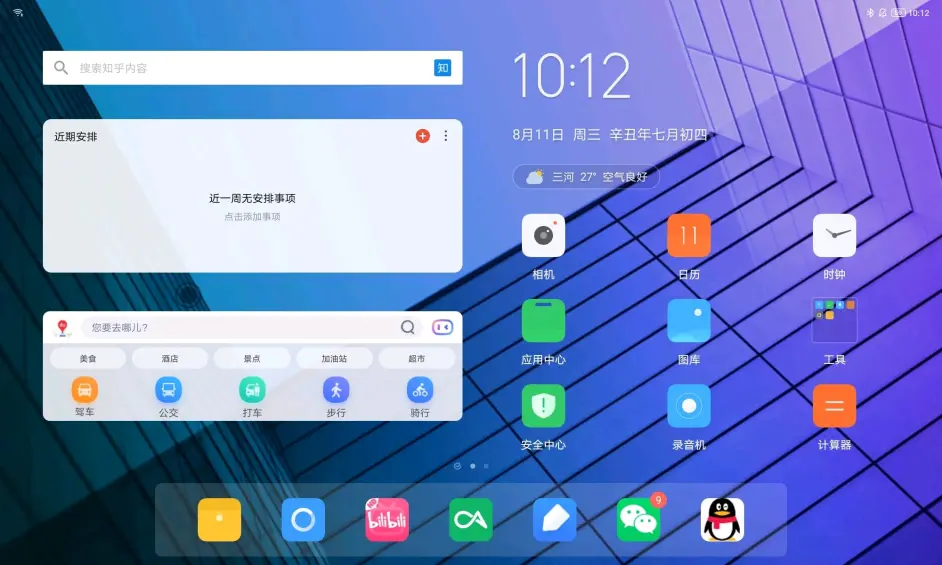 10:12
搜索知乎内容
知
近期安排
近一周无安排事项
点击添加事项
您要去哪儿?
美食
酒店
景点
加油站
超市
驾车
公交
打车
步行
骑行
10:12
8月11日 周三 辛丑年七月初四
三河 27° 空气良好
11
相机
日历
时钟
应用中心
图库
工具
安全中心
录音机
计算器
bilibili
9